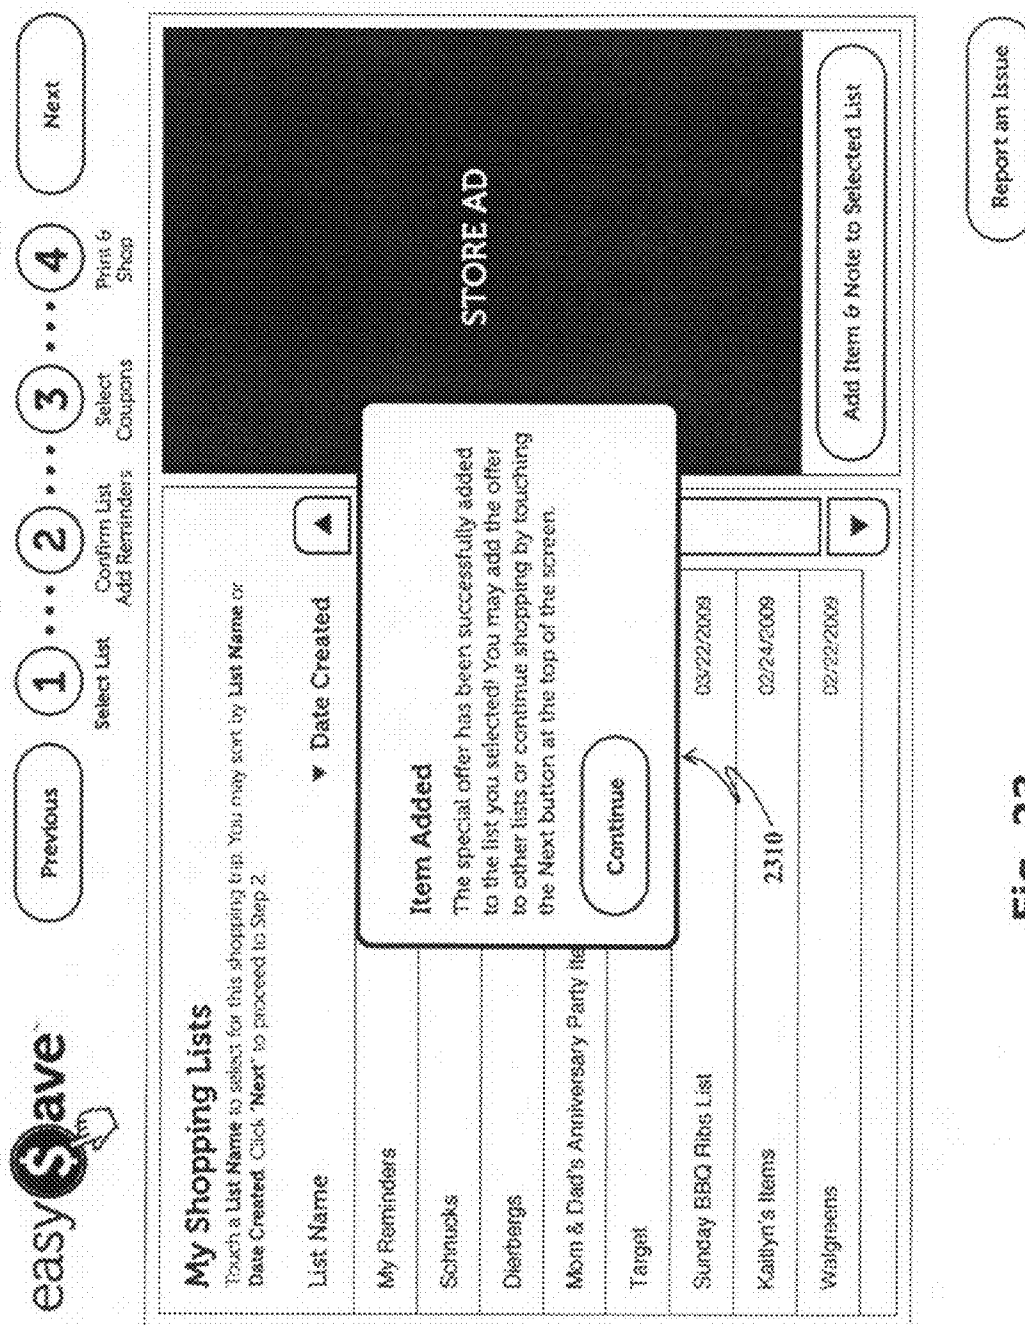 easy$ave
Previous
1
2
3
4
Next
Select List
Confirm List
Add Reminders
Select
Coupons
Print &
Shop
My Shopping Lists
Touch a List Name to select for this shopping trip. You may sort by List Name or
Date Created. Click "Next" to proceed to Step 2.
List Name
▼ Date Created
▲
My Reminders
Schnucks
Dierbergs
Mom & Dad's Anniversary Party Ite
Target
Sunday BBQ Ribs List 03/22/2009
Kaitlyn's Items 02/24/2009
Walgreens 02/22/2009
▼
Item Added
The special offer has been successfully added
to the list you selected! You may add the offer
to other lists or continue shopping by touching
the Next button at the top of the screen.
Continue
2310
STORE AD
Add Item & Note to Selected List
Report an Issue